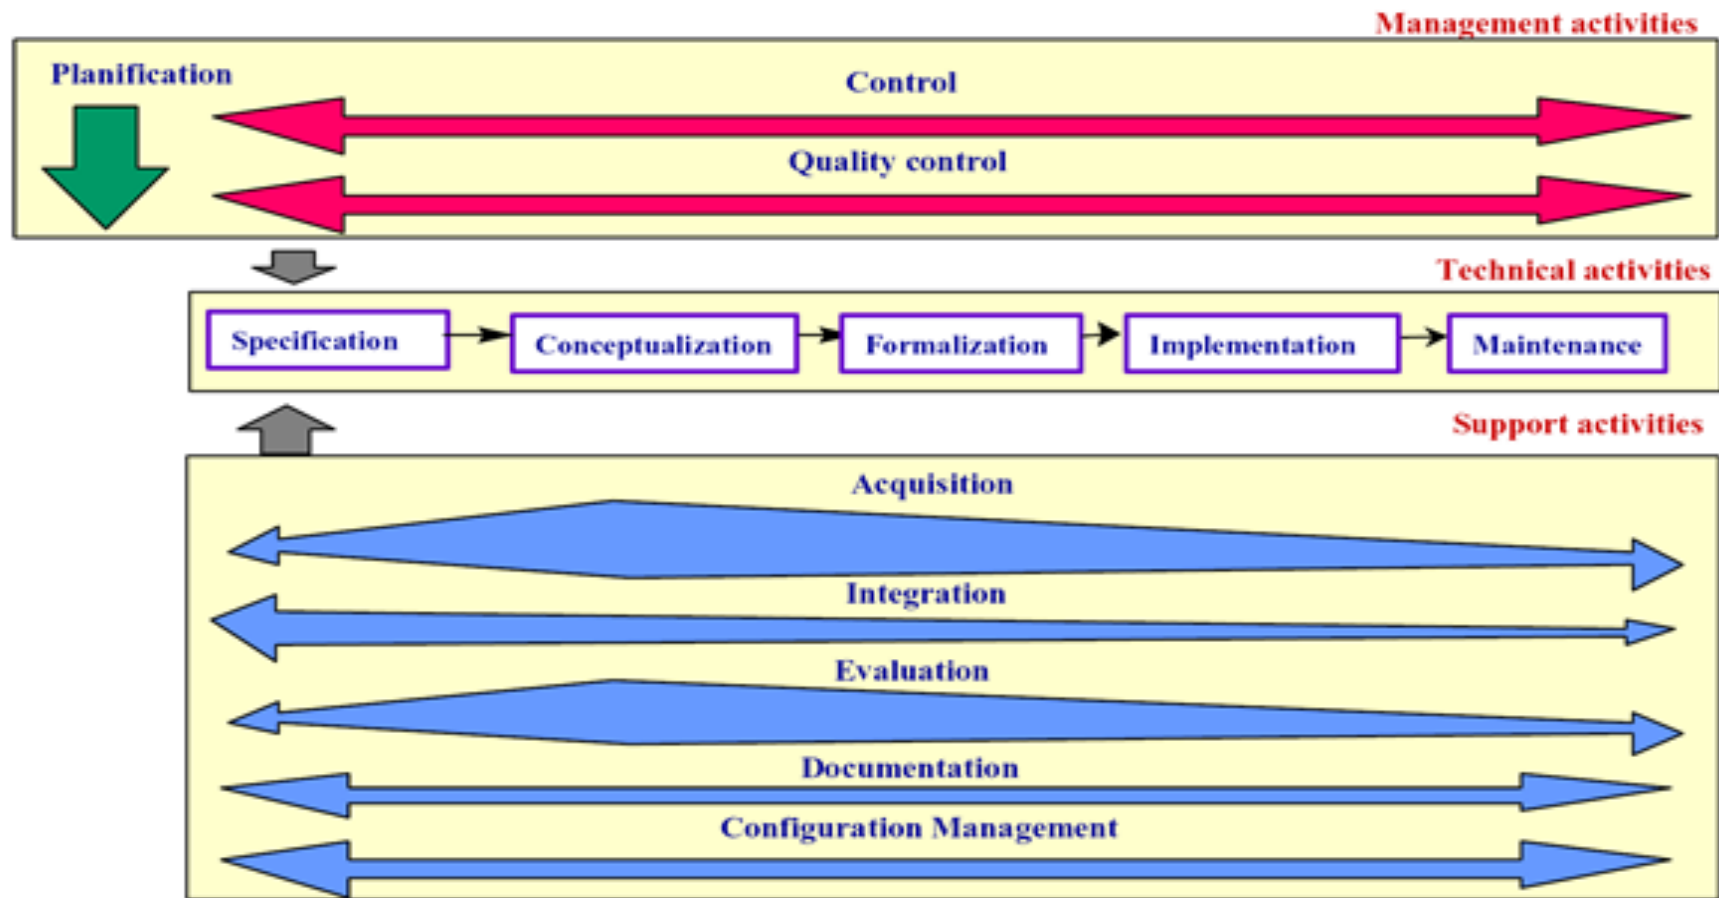 Management activities
Planification
Control
Quality control
Technical activities
Specification
Conceptualization
Formalization
Implementation
Maintenance
Support activities
Acquisition
Integration
Evaluation
Documentation
Configuration Management